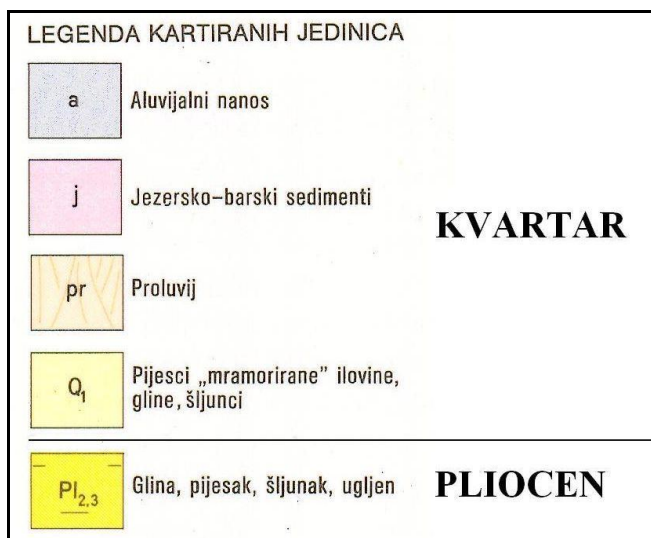 LEGENDA KARTIRANIH JEDINICA
a Aluvijalni nanos
j Jezersko-barski sedimenti
KVARTAR
pr Proluvij
Q₁ Pijesci „mramorirane” ilovine,
gline, šljunci
Pl₂,₃ Glina, pijesak, šljunak, ugljen PLIOCEN